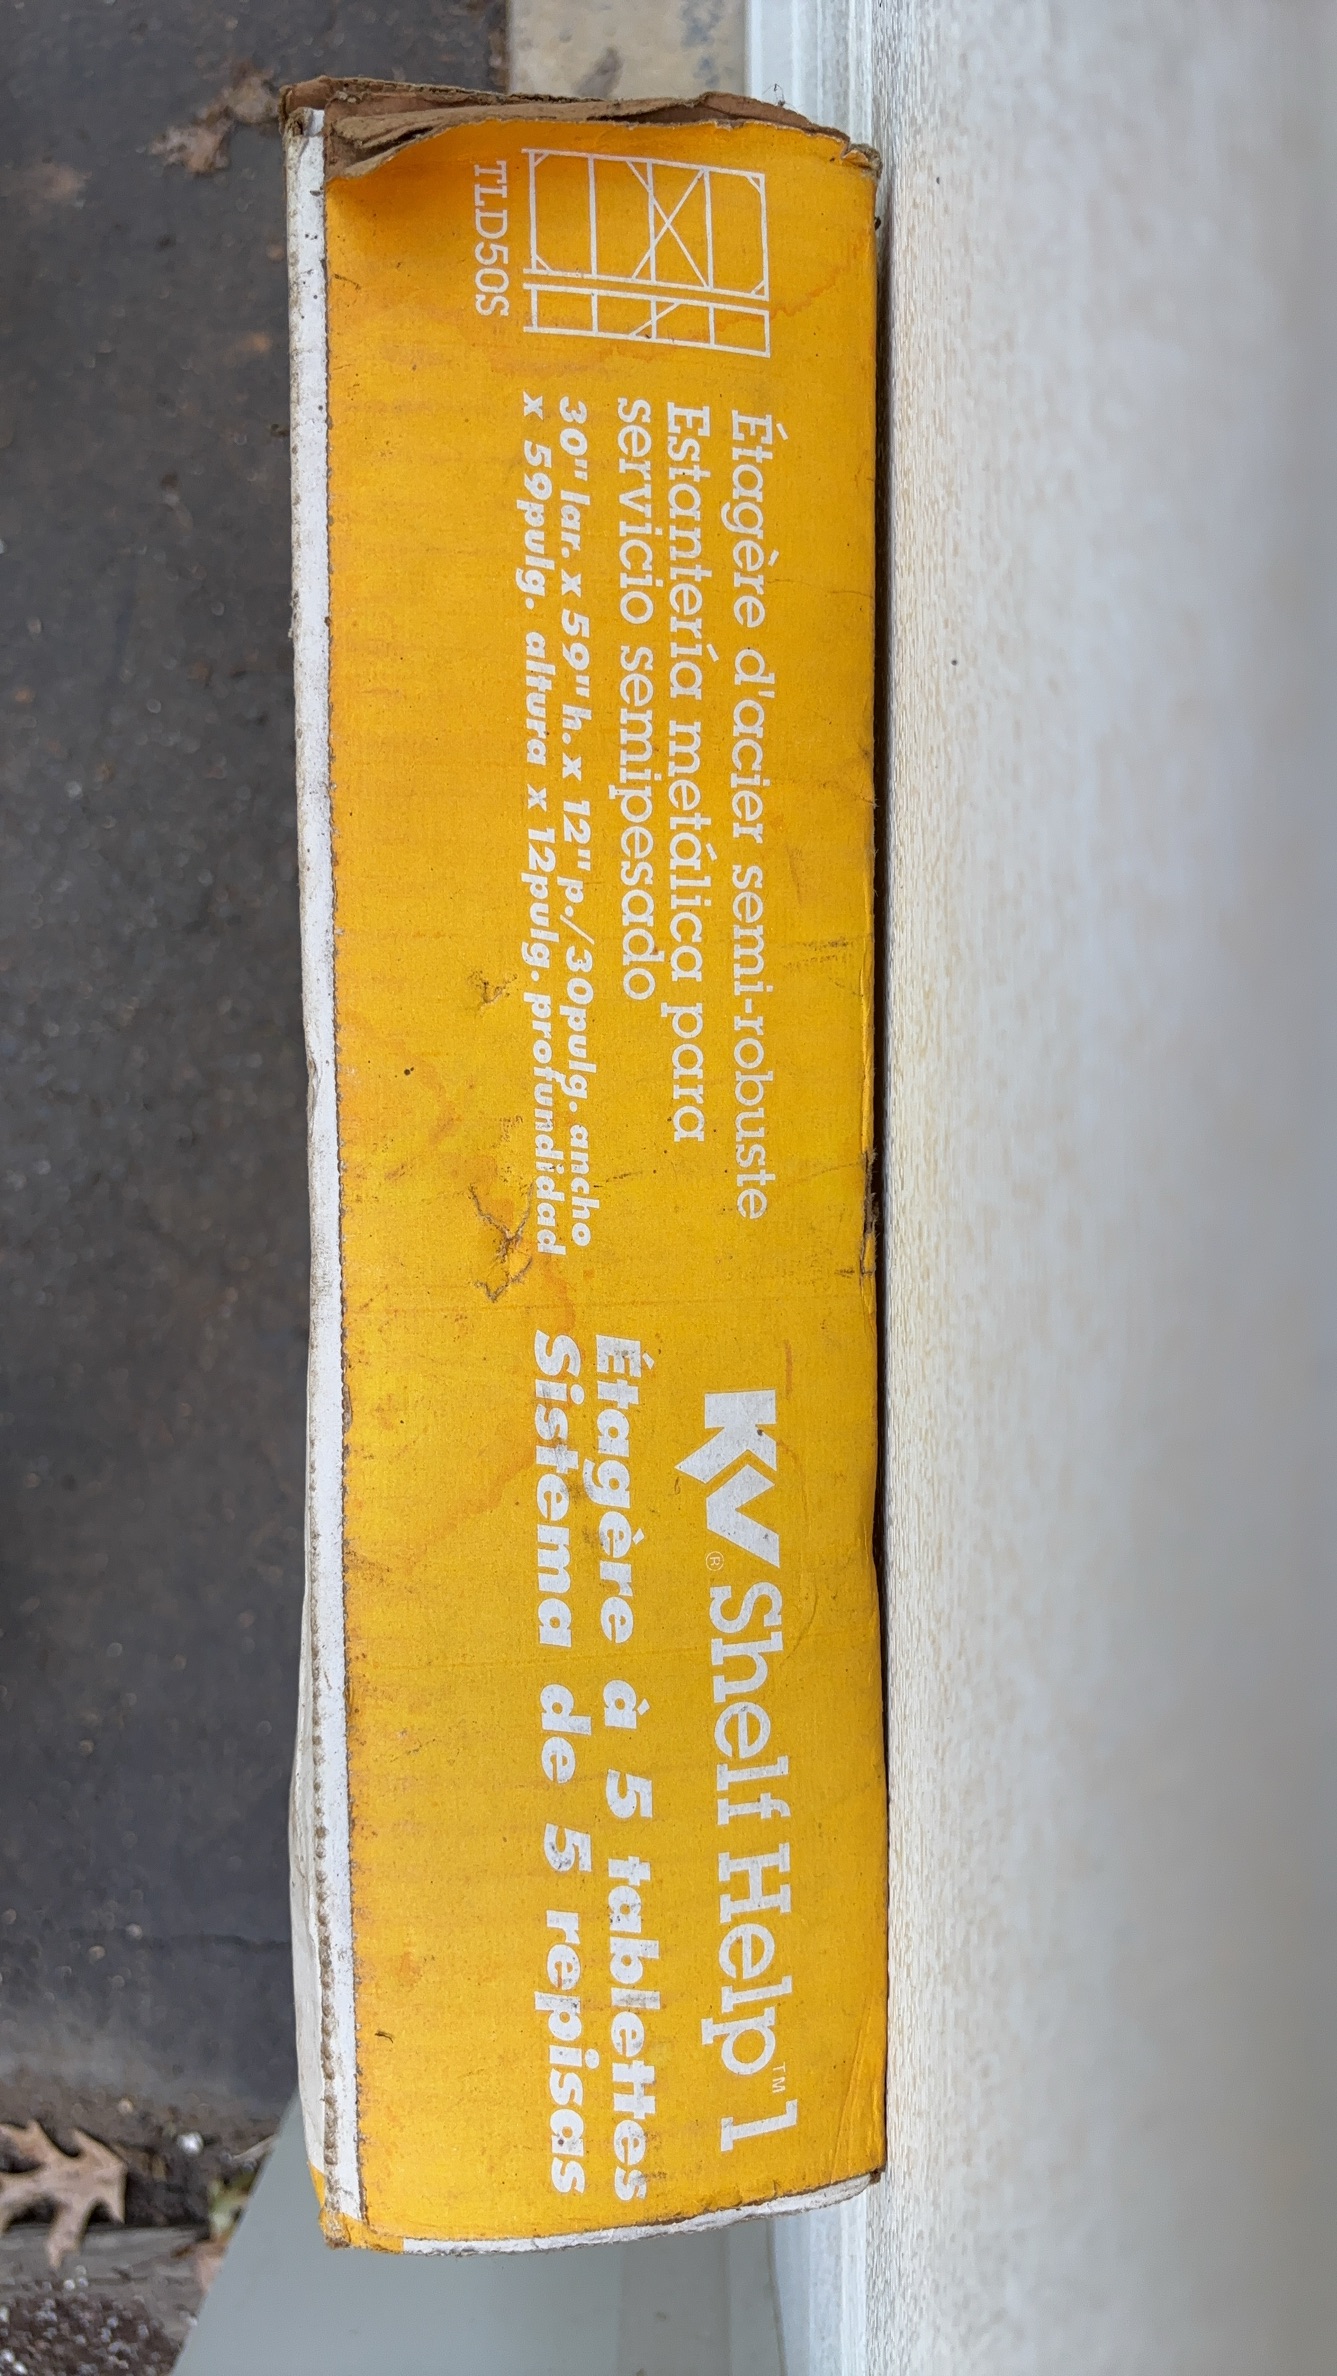 TLD50S
Étagère d'acier semi-robuste
Estantería metálica para
servicio semipesado
30" lar. x 59" h. x 12" p./30pulg. ancho
x 59pulg. altura x 12pulg. profundidad
KV® Shelf Help™ 1
Étagère à 5 tablettes
Sistema de 5 repisas